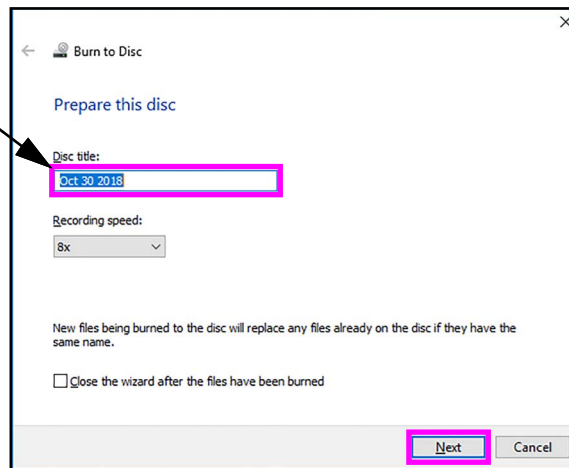 Burn to Disc
Prepare this disc
Disc title:
Oct 30 2018
Recording speed:
8x
New files being burned to the disc will replace any files already on the disc if they have the
same name.
Close the wizard after the files have been burned
Next Cancel